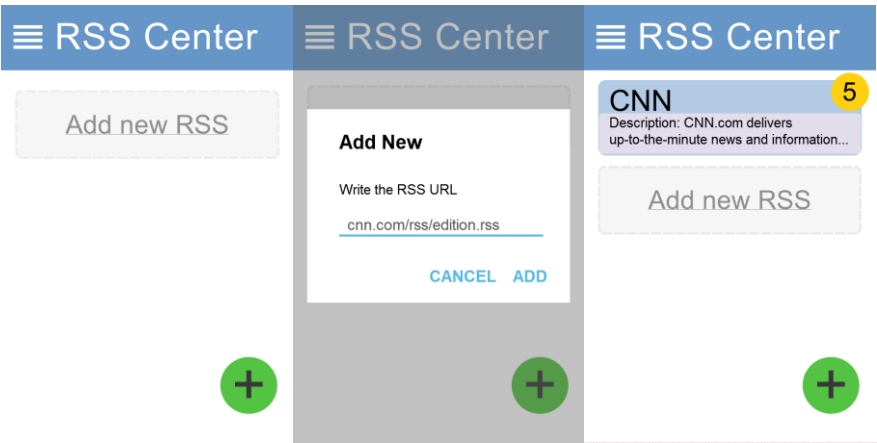 RSS Center
Add new RSS
RSS Center
Add New
Write the RSS URL
cnn.com/rss/edition.rss
CANCEL ADD
RSS Center
5
CNN
Description: CNN.com delivers
up-to-the-minute news and information...
Add new RSS